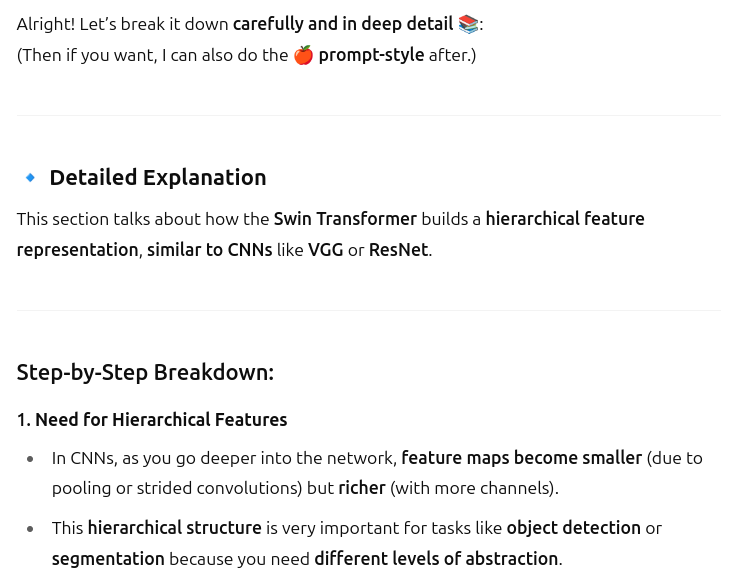 Alright! Let’s break it down carefully and in deep detail 📚:
(Then if you want, I can also do the 🍎 prompt-style after.)
🔹 Detailed Explanation
This section talks about how the Swin Transformer builds a hierarchical feature
representation, similar to CNNs like VGG or ResNet.
Step-by-Step Breakdown:
1. Need for Hierarchical Features
• In CNNs, as you go deeper into the network, feature maps become smaller (due to
pooling or strided convolutions) but richer (with more channels).
• This hierarchical structure is very important for tasks like object detection or
segmentation because you need different levels of abstraction.